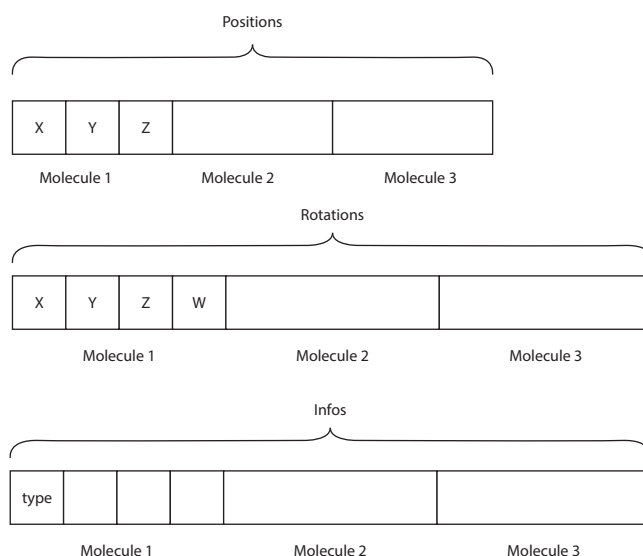 Positions
X Y Z
Molecule 1 Molecule 2 Molecule 3
Rotations
X Y Z W
Molecule 1 Molecule 2 Molecule 3
Infos
type
Molecule 1 Molecule 2 Molecule 3